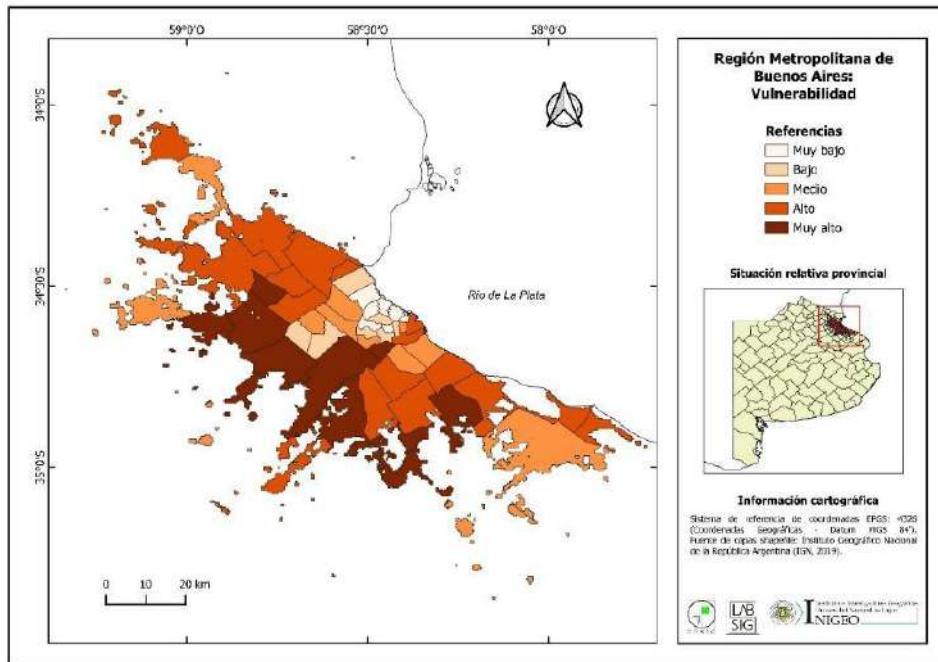 59°0'O
58°30'O
58°0'O
34°0'S
34°30'S
35°0'S
Río de La Plata
0 10 20 km
Región Metropolitana de
Buenos Aires:
Vulnerabilidad
Referencias
Muy bajo
Bajo
Medio
Alto
Muy alto
Situación relativa provincial
Información cartográfica
Sistema de referencia de coordenadas EPGS: 4326
(Coordenadas Geográficas - Datum WGS 84').
Fuente de capas shapefile: Instituto Geográfico Nacional
de la República Argentina (IGN, 2019).
LAB
SIG
INIGEO